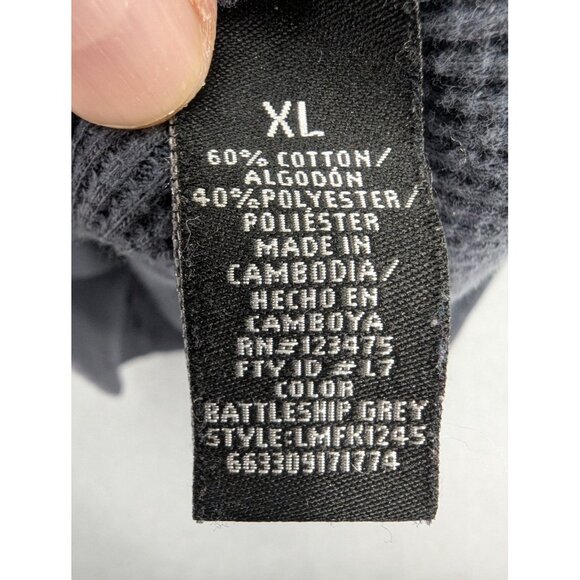 XL
60% COTTON/
ALGODÓN
40% POLYESTER/
POLIÉSTER
MADE IN
CAMBODIA/
HECHO EN
CAMBOYA
RN# 123475
FTY ID # L7
COLOR
BATTLESHIP GREY
STYLE:LMFK1245
663309171774